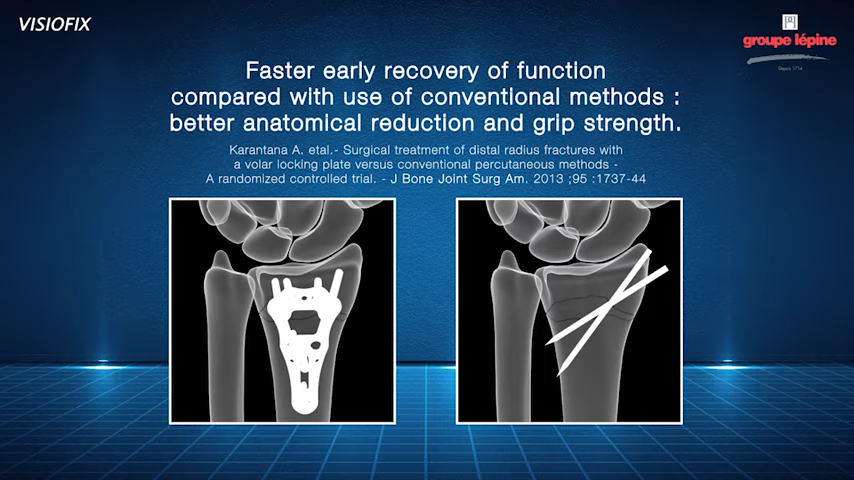 VISIOFIX
groupe lépine
Depuis 1714
Faster early recovery of function
compared with use of conventional methods :
better anatomical reduction and grip strength.
Karantana A. etal.- Surgical treatment of distal radius fractures with
a volar locking plate versus conventional percutaneous methods -
A randomized controlled trial. - J Bone Joint Surg Am. 2013 ;95 :1737-44